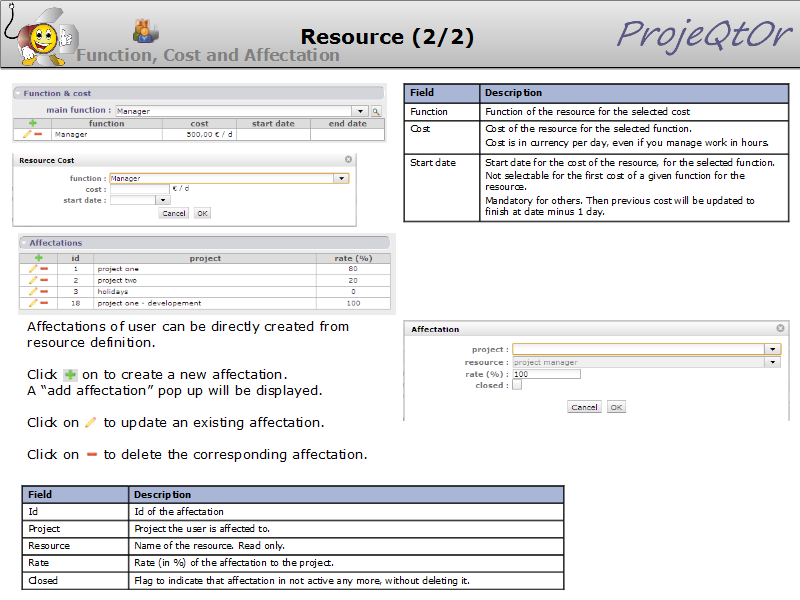 Resource (2/2)
ProjeQtOr
Function, Cost and Affectation
Function & cost
main function : Manager
function cost start date end date
Manager 300,00 € / d
Resource Cost
function : Manager
cost : € / d
start date :
Cancel OK
Field Description
Function Function of the resource for the selected cost
Cost Cost of the resource for the selected function.
Cost is in currency per day, even if you manage work in hours.
Start date Start date for the cost of the resource, for the selected function.
Not selectable for the first cost of a given function for the
resource.
Mandatory for others. Then previous cost will be updated to
finish at date minus 1 day.
Affectations
id project rate (%)
1 project one 80
2 project two 20
3 holidays 0
18 project one - developement 100
Affectations of user can be directly created from
resource definition.
Click on to create a new affectation.
A “add affectation” pop up will be displayed.
Click on to update an existing affectation.
Click on to delete the corresponding affectation.
Affectation
project :
resource : project manager
rate (%) : 100
closed :
Cancel OK
Field Description
Id Id of the affectation
Project Project the user is affected to.
Resource Name of the resource. Read only.
Rate Rate (in %) of the affectation to the project.
Closed Flag to indicate that affectation in not active any more, without deleting it.